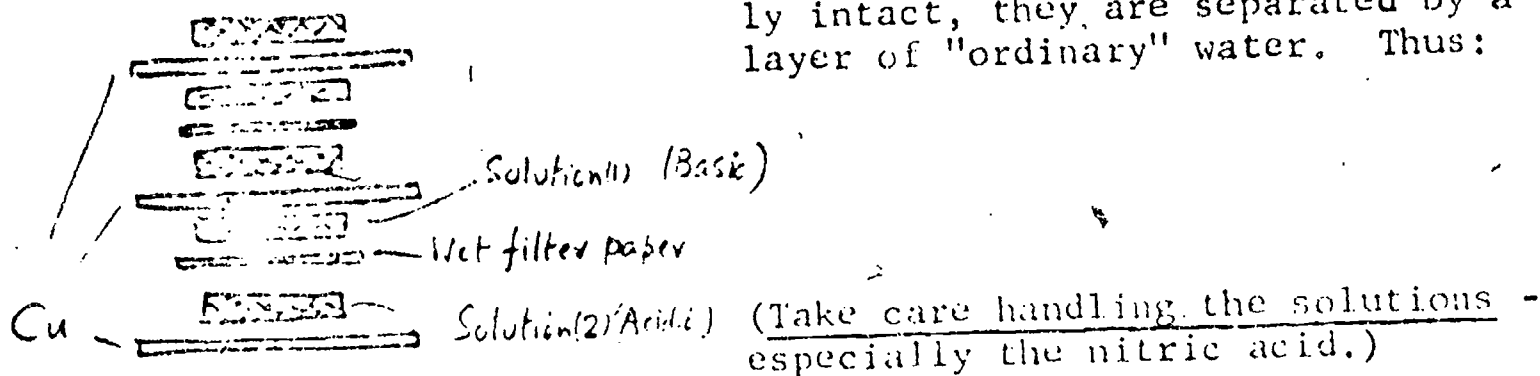 ly intact, they are separated by a
layer of "ordinary" water. Thus:
Solution(1) (Basic)
Wet filter paper
Cu
Solution(2) (Acidic)
(Take care handling the solutions -
especially the nitric acid.)